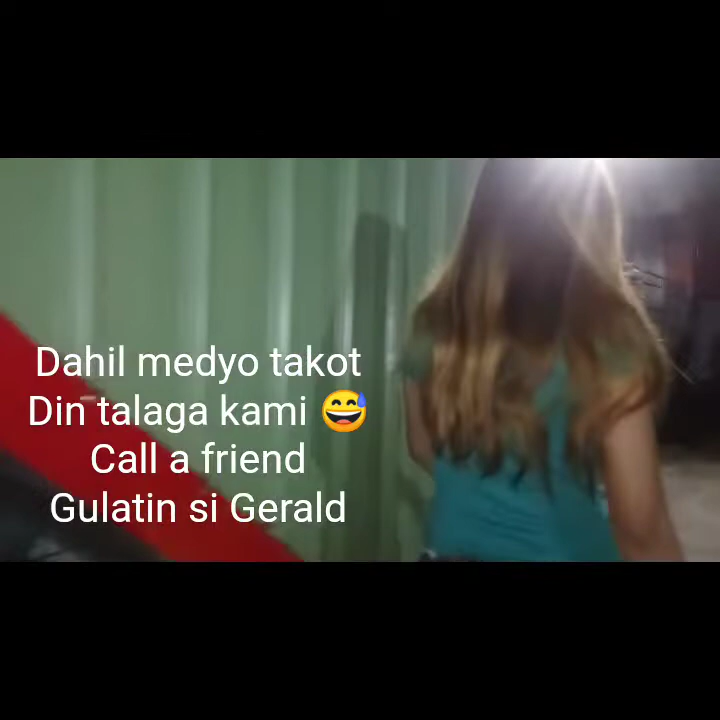 Dahil medyo takot
Din talaga kami 😅
Call a friend
Gulatin si Gerald